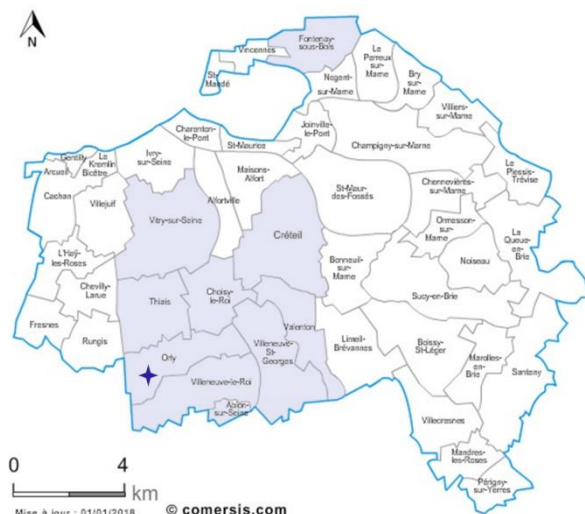 N
Fontenay-
sous-Bois
Vincennes
St-
Mandé
Le
Perreux
sur-
Marne
Nogent-
sur-Marne
Bry
sur-
Marne
Villiers-
sur-Marne
Joinville-
le-Pont
Charenton-
le-Pont
St-Maurice
Champigny-sur-Marne
Gentilly
Le
Kremlin
Bicêtre
Arcueil
Ivry-
sur-Seine
Maisons-
Alfort
Cachan
Villejuif
Vitry-sur-Seine
Alfortville
St-Maur-
des-Fossés
Chennevières-
sur-Marne
Le
Plessis-
Trévise
Créteil
Ormesson-
sur-
Marne
La
Queue-
en-Brie
Noiseau
L'Haÿ-
les-Roses
Bonneuil-
sur-
Marne
Chevilly-
Larue
Thiais
Choisy-
le-Roi
Sucy-en-Brie
Fresnes
Rungis
Valenton
Villeneuve-
St-
Georges
Limeil-
Brévannes
Boissy-
St-Léger
Marolles-
en-
Brie
Santeny
Orly
Villeneuve-le-Roi
Ablon-
sur-Seine
Villecresnes
Mandres-
les-Roses
Périgny-
sur-Yerres
0 4
km
Mise à jour : 01/01/2018 © comersis.com